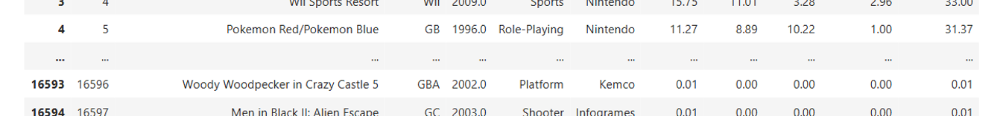 3 4 Wii Sports Resort Wii 2009.0 Sports Nintendo 15.75 11.01 3.28 2.96 33.00
4 5 Pokemon Red/Pokemon Blue GB 1996.0 Role-Playing Nintendo 11.27 8.89 10.22 1.00 31.37
... ... ... ... ... ... ... ... ... ... ... ...
16593 16596 Woody Woodpecker in Crazy Castle 5 GBA 2002.0 Platform Kemco 0.01 0.00 0.00 0.00 0.01
16594 16597 Men in Black II: Alien Escape GC 2003.0 Shooter Infogrames 0.01 0.00 0.00 0.00 0.01